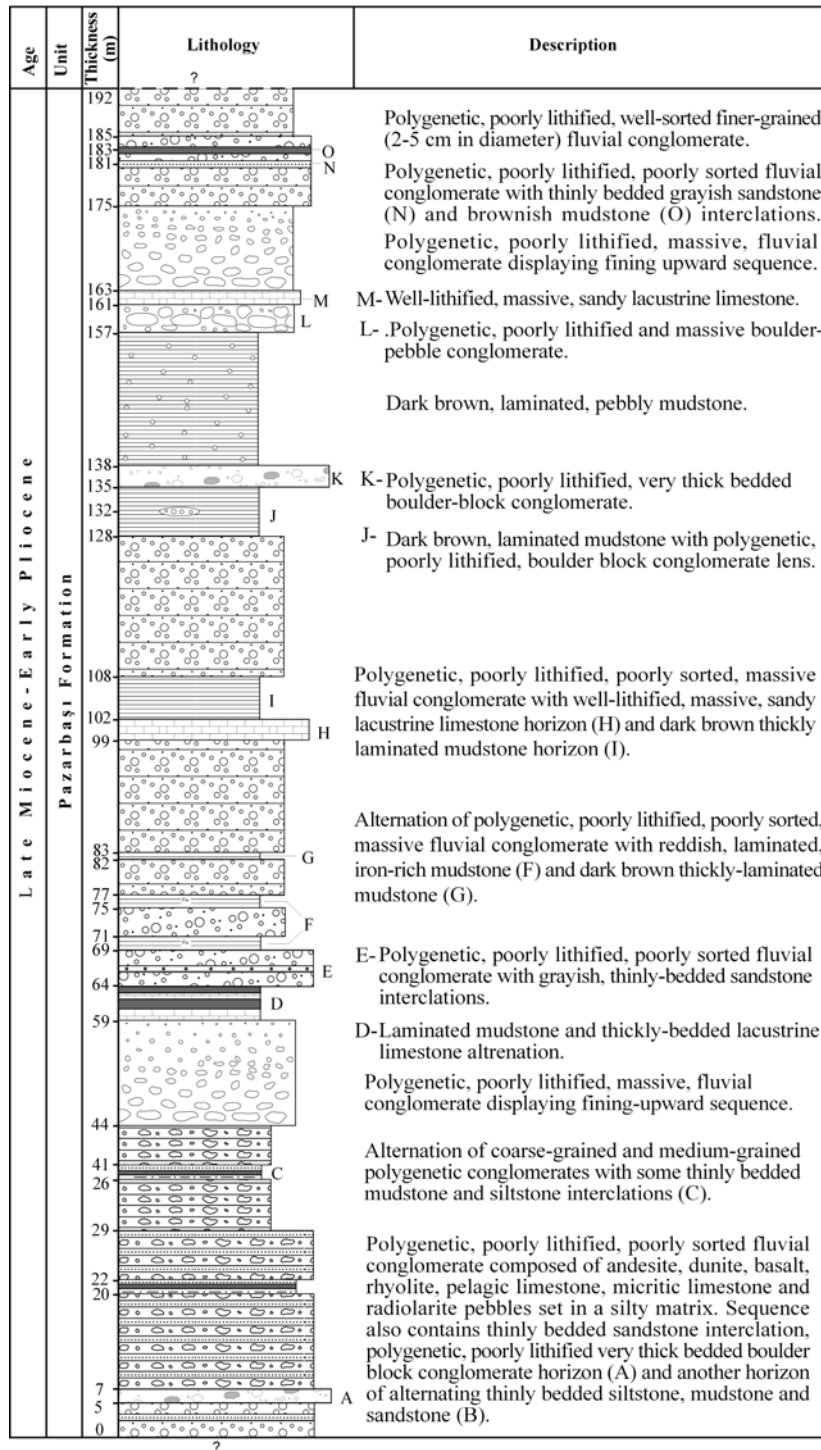 Age
Unit
Thickness
(m)
Lithology
Description
Late Miocene-Early Pliocene
Pazarbaşı Formation
?
192
185
183
181
175
163
161
157
138
135
132
128
108
102
99
83
82
77
75
71
69
64
59
44
41
26
29
22
20
7
5
0
?
O
N
M
L
K
J
I
H
G
Fe
F
Fe
E
D
C
A
Polygenetic, poorly lithified, well-sorted finer-grained
(2-5 cm in diameter) fluvial conglomerate.
Polygenetic, poorly lithified, poorly sorted fluvial
conglomerate with thinly bedded grayish sandstone
(N) and brownish mudstone (O) interclations.
Polygenetic, poorly lithified, massive, fluvial
conglomerate displaying fining upward sequence.
M- Well-lithified, massive, sandy lacustrine limestone.
L- .Polygenetic, poorly lithified and massive boulder-
pebble conglomerate.
Dark brown, laminated, pebbly mudstone.
K- Polygenetic, poorly lithified, very thick bedded
boulder-block conglomerate.
J- Dark brown, laminated mudstone with polygenetic,
poorly lithified, boulder block conglomerate lens.
Polygenetic, poorly lithified, poorly sorted, massive
fluvial conglomerate with well-lithified, massive, sandy
lacustrine limestone horizon (H) and dark brown thickly
laminated mudstone horizon (I).
Alternation of polygenetic, poorly lithified, poorly sorted,
massive fluvial conglomerate with reddish, laminated,
iron-rich mudstone (F) and dark brown thickly-laminated
mudstone (G).
E- Polygenetic, poorly lithified, poorly sorted fluvial
conglomerate with grayish, thinly-bedded sandstone
interclations.
D-Laminated mudstone and thickly-bedded lacustrine
limestone altrenation.
Polygenetic, poorly lithified, massive, fluvial
conglomerate displaying fining-upward sequence.
Alternation of coarse-grained and medium-grained
polygenetic conglomerates with some thinly bedded
mudstone and siltstone interclations (C).
Polygenetic, poorly lithified, poorly sorted fluvial
conglomerate composed of andesite, dunite, basalt,
rhyolite, pelagic limestone, micritic limestone and
radiolarite pebbles set in a silty matrix. Sequence
also contains thinly bedded sandstone interclation,
polygenetic, poorly lithified very thick bedded boulder
block conglomerate horizon (A) and another horizon
of alternating thinly bedded siltstone, mudstone and
sandstone (B).